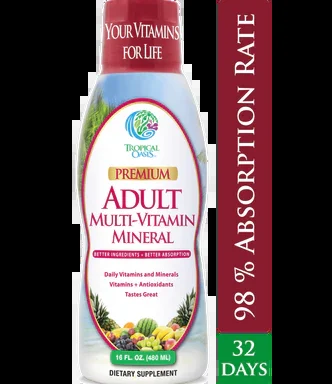 YOUR VITAMINS
FOR LIFE
TROPICAL
OASIS
PREMIUM
ADULT
MULTI-VITAMIN
MINERAL
BETTER INGREDIENTS • BETTER ABSORPTION
Daily Vitamins and Minerals
Vitamins + Antioxidants
Tastes Great
16 FL. OZ. (480 ML)
DIETARY SUPPLEMENT
98 % ABSORPTION RATE
32
DAYS